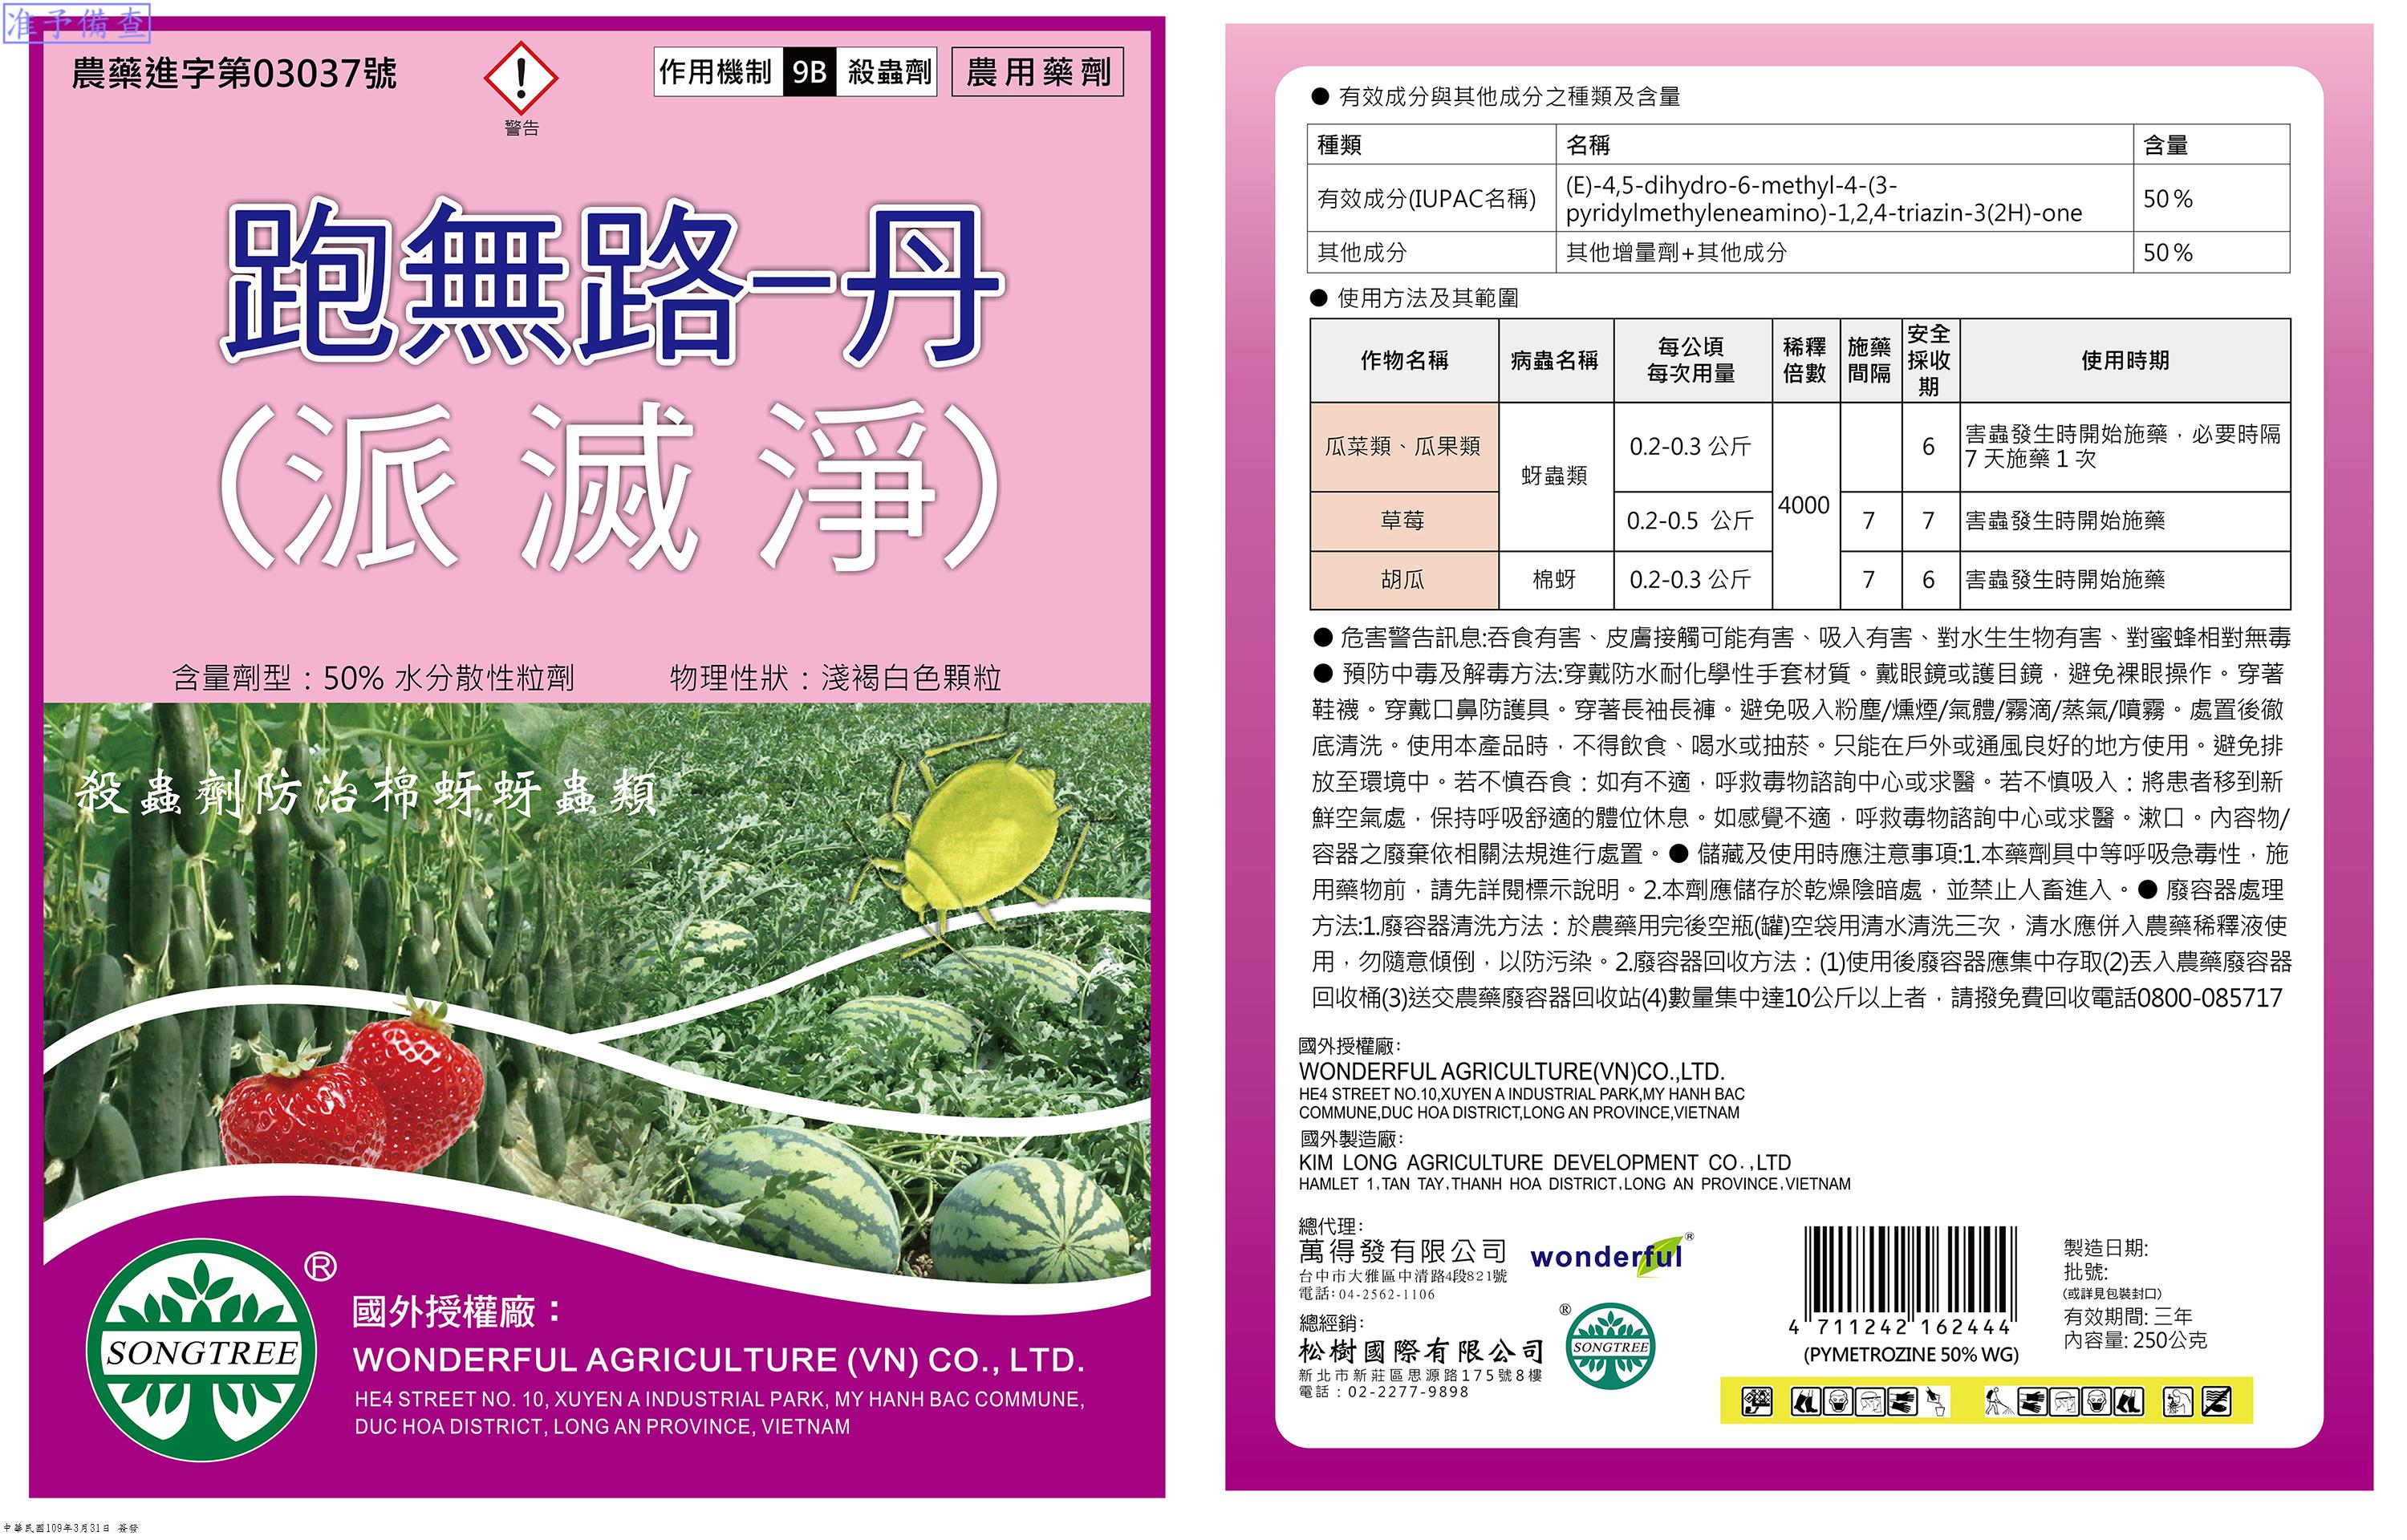 准予備查
農藥進字第03037號
警告
作用機制 9B 殺蟲劑 農用藥劑
跑無路-丹
(派滅淨)
含量劑型：50% 水分散性粒劑 物理性狀：淺褐白色顆粒
殺蟲劑防治棉蚜蚜蟲類
SONGTREE ®
國外授權廠：
WONDERFUL AGRICULTURE (VN) CO., LTD.
HE4 STREET NO. 10, XUYEN A INDUSTRIAL PARK, MY HANH BAC COMMUNE,
DUC HOA DISTRICT, LONG AN PROVINCE, VIETNAM
中華民國109年3月31日 簽發
● 有效成分與其他成分之種類及含量
種類 名稱 含量
有效成分(IUPAC名稱) (E)-4,5-dihydro-6-methyl-4-(3-
pyridylmethyleneamino)-1,2,4-triazin-3(2H)-one 50%
其他成分 其他增量劑+其他成分 50%
● 使用方法及其範圍
作物名稱 病蟲名稱 每公頃每次用量 稀釋倍數 施藥間隔 安全採收期 使用時期
瓜菜類、瓜果類 蚜蟲類 0.2-0.3 公斤 4000 6 害蟲發生時開始施藥，必要時隔
7 天施藥 1 次
草莓 0.2-0.5 公斤 7 7 害蟲發生時開始施藥
胡瓜 棉蚜 0.2-0.3 公斤 7 6 害蟲發生時開始施藥
● 危害警告訊息:吞食有害、皮膚接觸可能有害、吸入有害、對水生生物有害、對蜜蜂相對無毒
● 預防中毒及解毒方法:穿戴防水耐化學性手套材質。戴眼鏡或護目鏡，避免裸眼操作。穿著
鞋襪。穿戴口鼻防護具。穿著長袖長褲。避免吸入粉塵/燻煙/氣體/霧滴/蒸氣/噴霧。處置後徹
底清洗。使用本產品時，不得飲食、喝水或抽菸。只能在戶外或通風良好的地方使用。避免排
放至環境中。若不慎吞食：如有不適，呼救毒物諮詢中心或求醫。若不慎吸入：將患者移到新
鮮空氣處，保持呼吸舒適的體位休息。如感覺不適，呼救毒物諮詢中心或求醫。漱口。內容物/
容器之廢棄依相關法規進行處置。● 儲藏及使用時應注意事項:1.本藥劑具中等呼吸急毒性，施
用藥物前，請先詳閱標示說明。2.本劑應儲存於乾燥陰暗處，並禁止人畜進入。● 廢容器處理
方法:1.廢容器清洗方法：於農藥用完後空瓶(罐)空袋用清水清洗三次，清水應併入農藥稀釋液使
用，勿隨意傾倒，以防污染。2.廢容器回收方法：(1)使用後廢容器應集中存取(2)丟入農藥廢容器
回收桶(3)送交農藥廢容器回收站(4)數量集中達10公斤以上者，請撥免費回收電話0800-085717
國外授權廠:
WONDERFUL AGRICULTURE(VN)CO.,LTD.
HE4 STREET NO.10,XUYEN A INDUSTRIAL PARK,MY HANH BAC
COMMUNE,DUC HOA DISTRICT,LONG AN PROVINCE,VIETNAM
國外製造廠:
KIM LONG AGRICULTURE DEVELOPMENT CO.,LTD
HAMLET 1,TAN TAY,THANH HOA DISTRICT,LONG AN PROVINCE,VIETNAM
總代理:
萬得發有限公司
台中市大雅區中清路4段821號
電話:04-2562-1106
wonderful ®
總經銷:
松樹國際有限公司
新北市新莊區思源路175號8樓
電話：02-2277-9898
® SONGTREE
4 711242 162444
(PYMETROZINE 50% WG)
製造日期:
批號:
(或詳見包裝封口)
有效期間: 三年
內容量: 250公克